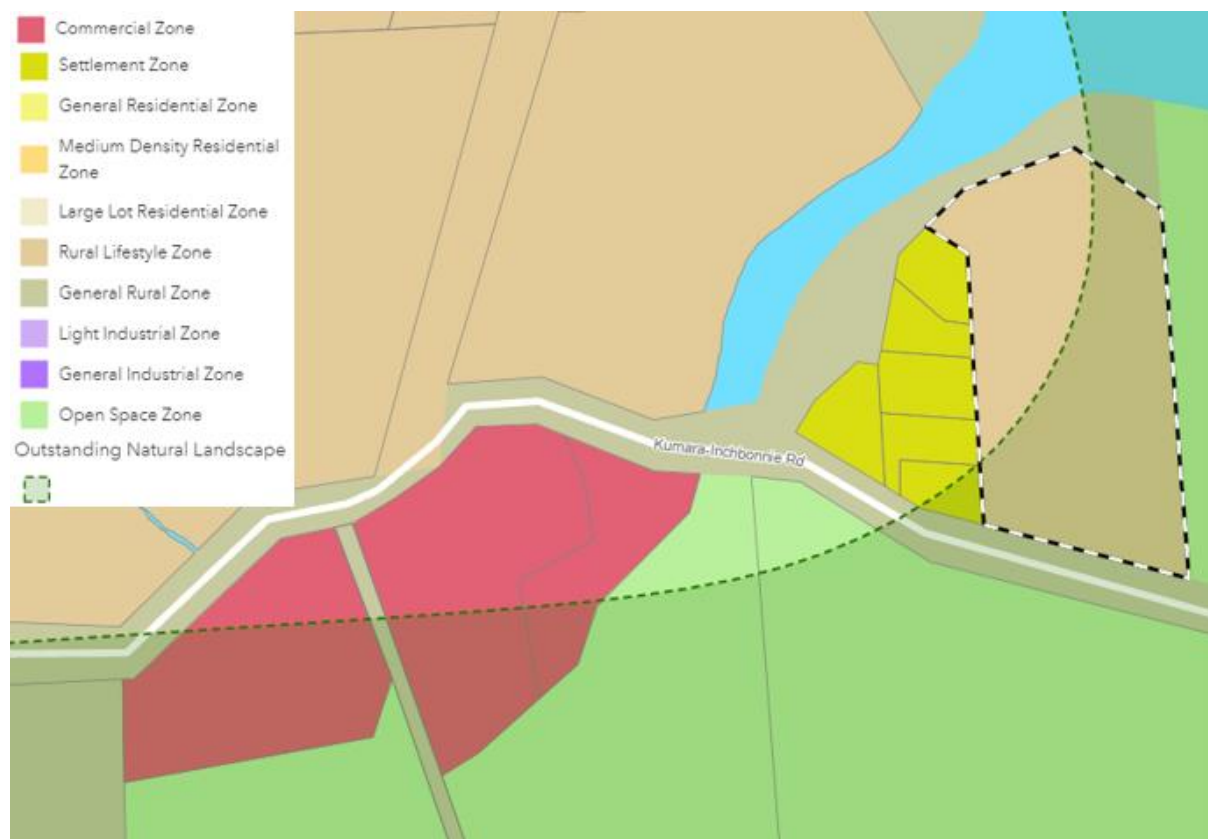 Commercial Zone
Settlement Zone
General Residential Zone
Medium Density Residential
Zone
Large Lot Residential Zone
Rural Lifestyle Zone
General Rural Zone
Light Industrial Zone
General Industrial Zone
Open Space Zone
Outstanding Natural Landscape
Kumara-Inchbonnie Rd